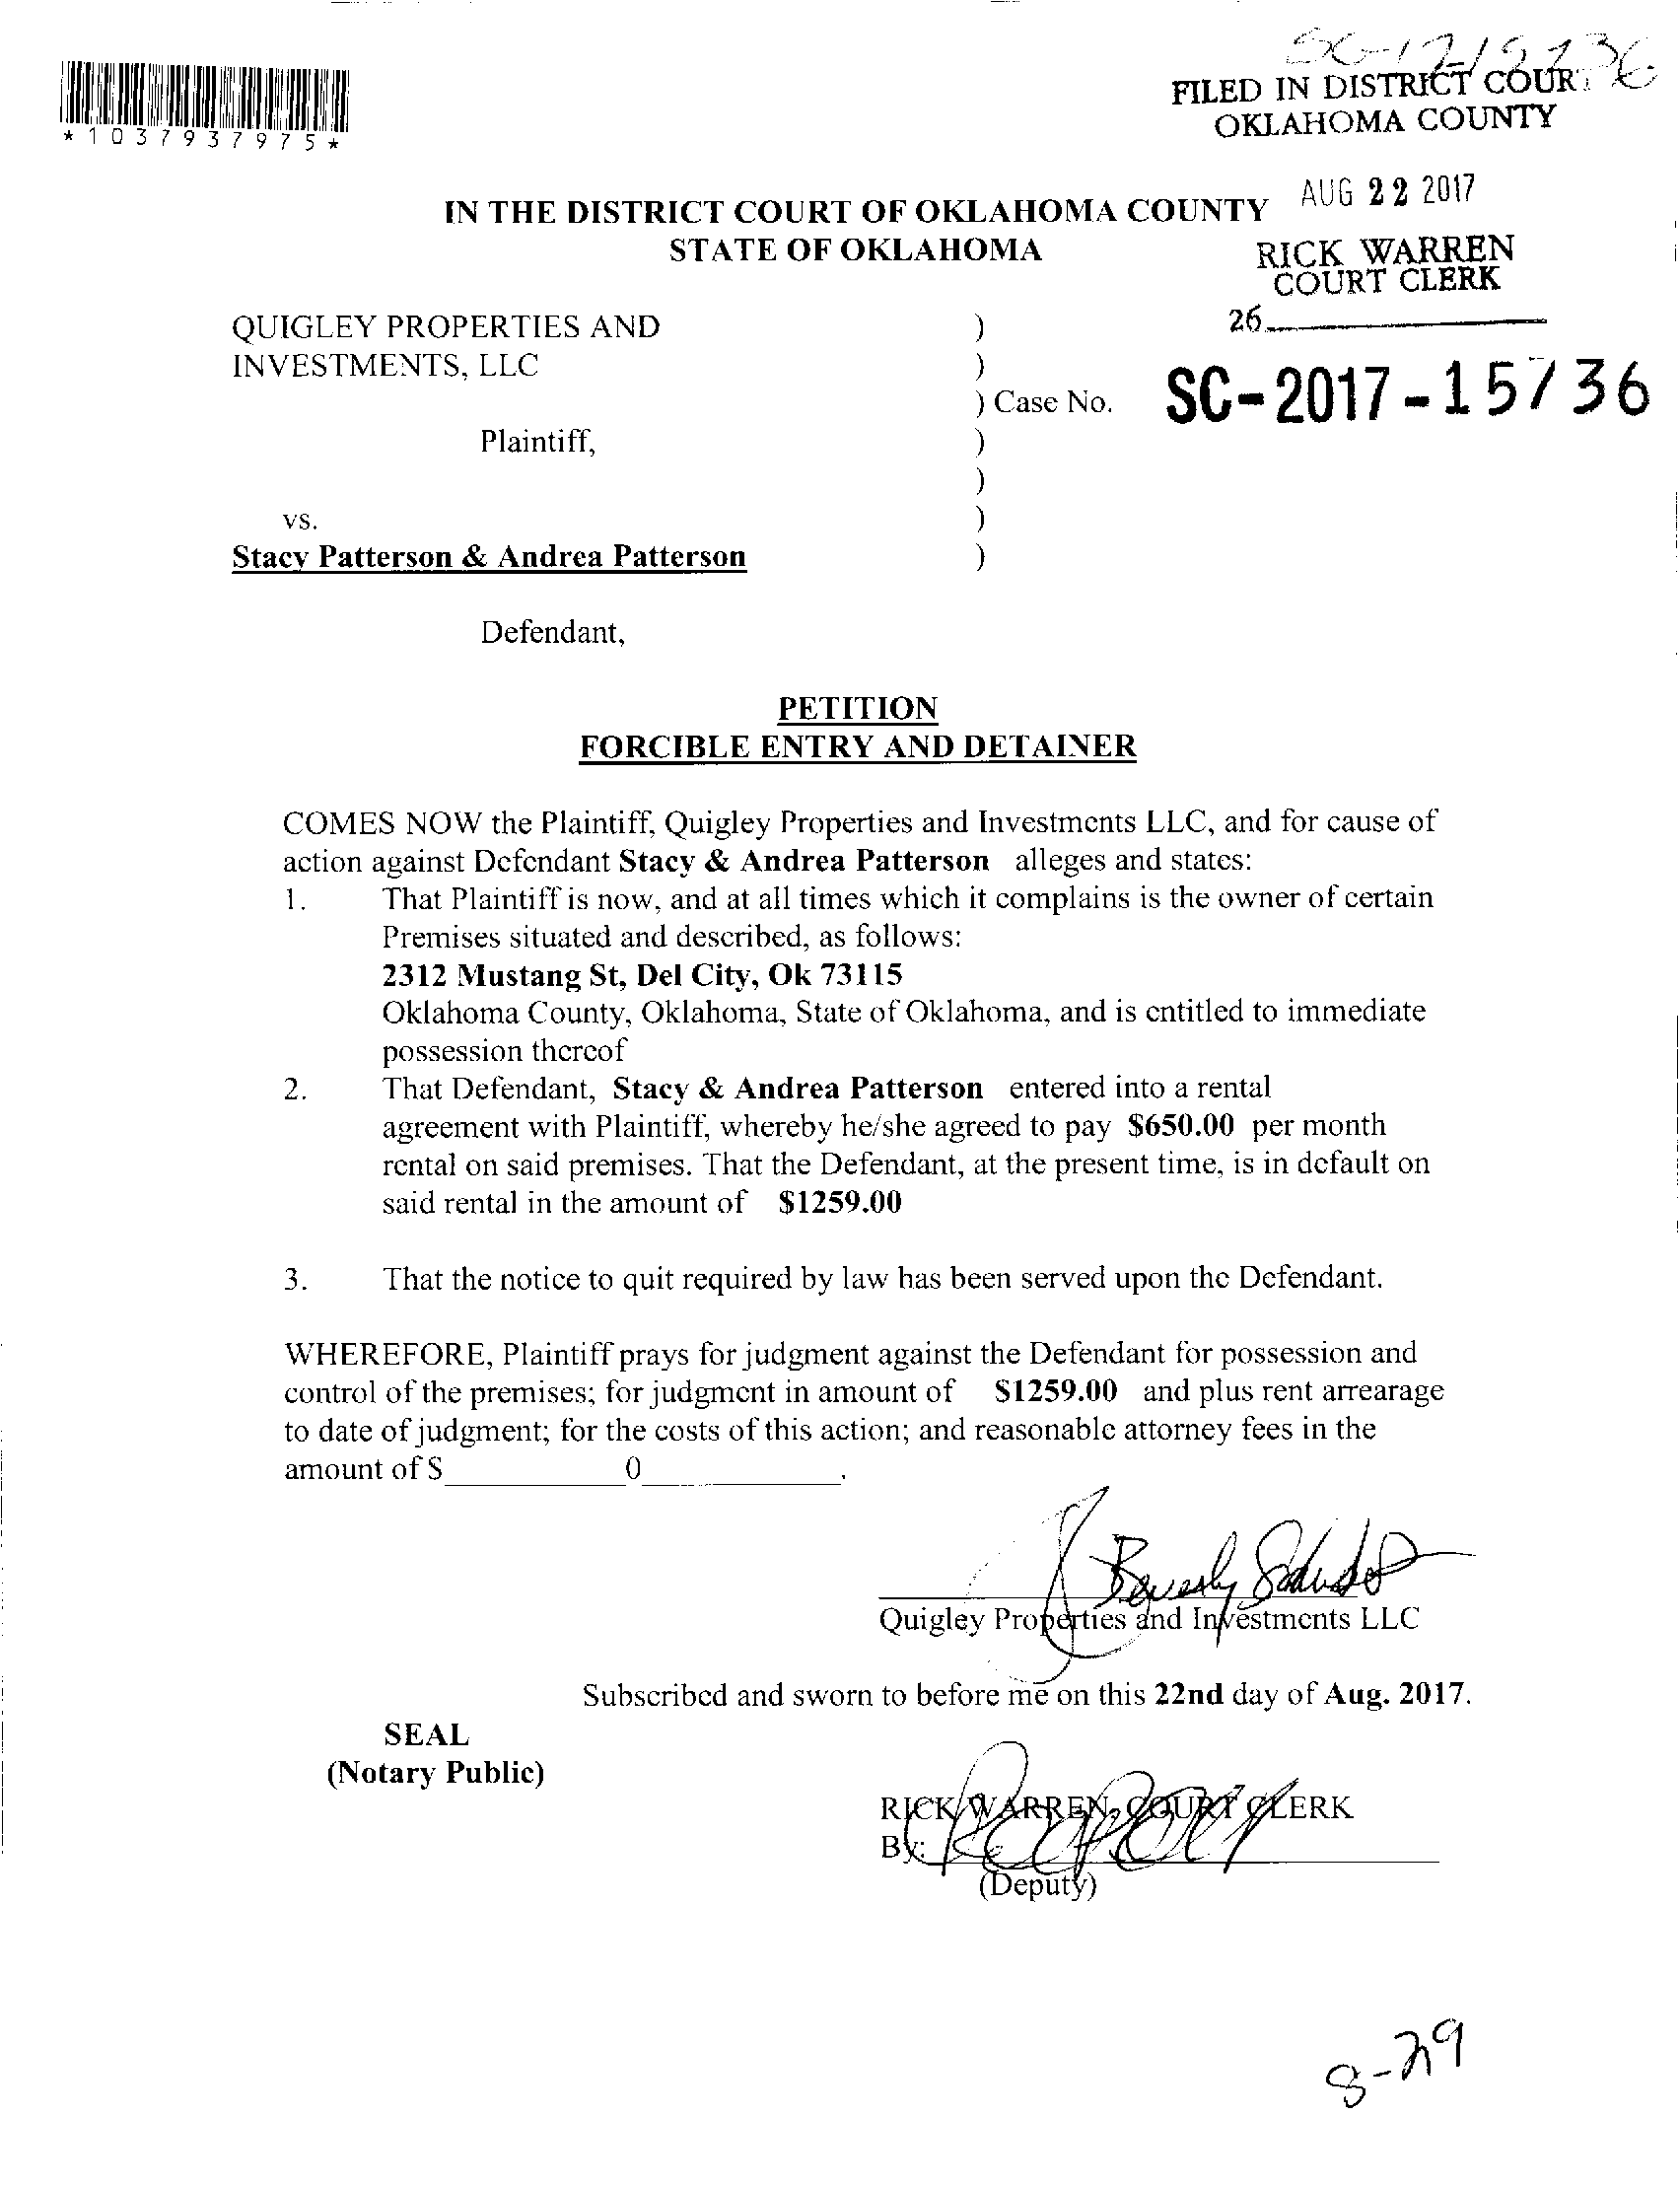 *1037937975*
FILED IN DISTRICT COURT
OKLAHOMA COUNTY
AUG 22 2017
RICK WARREN
COURT CLERK
26
IN THE DISTRICT COURT OF OKLAHOMA COUNTY
STATE OF OKLAHOMA
QUIGLEY PROPERTIES AND )
INVESTMENTS, LLC )
) Case No. SC-2017-15736
Plaintiff, )
)
vs. )
Stacy Patterson & Andrea Patterson )
Defendant,
PETITION
FORCIBLE ENTRY AND DETAINER
COMES NOW the Plaintiff, Quigley Properties and Investments LLC, and for cause of
action against Defendant Stacy & Andrea Patterson alleges and states:
1. That Plaintiff is now, and at all times which it complains is the owner of certain
Premises situated and described, as follows:
2312 Mustang St, Del City, Ok 73115
Oklahoma County, Oklahoma, State of Oklahoma, and is entitled to immediate
possession thereof
2. That Defendant, Stacy & Andrea Patterson entered into a rental
agreement with Plaintiff, whereby he/she agreed to pay $650.00 per month
rental on said premises. That the Defendant, at the present time, is in default on
said rental in the amount of $1259.00
3. That the notice to quit required by law has been served upon the Defendant.
WHEREFORE, Plaintiff prays for judgment against the Defendant for possession and
control of the premises; for judgment in amount of $1259.00 and plus rent arrearage
to date of judgment; for the costs of this action; and reasonable attorney fees in the
amount of $ 0 .
Beverly
Quigley Properties and Investments LLC
Subscribed and sworn to before me on this 22nd day of Aug. 2017.
SEAL
(Notary Public)
RICK WARREN, COURT CLERK
By:
(Deputy)
8-29